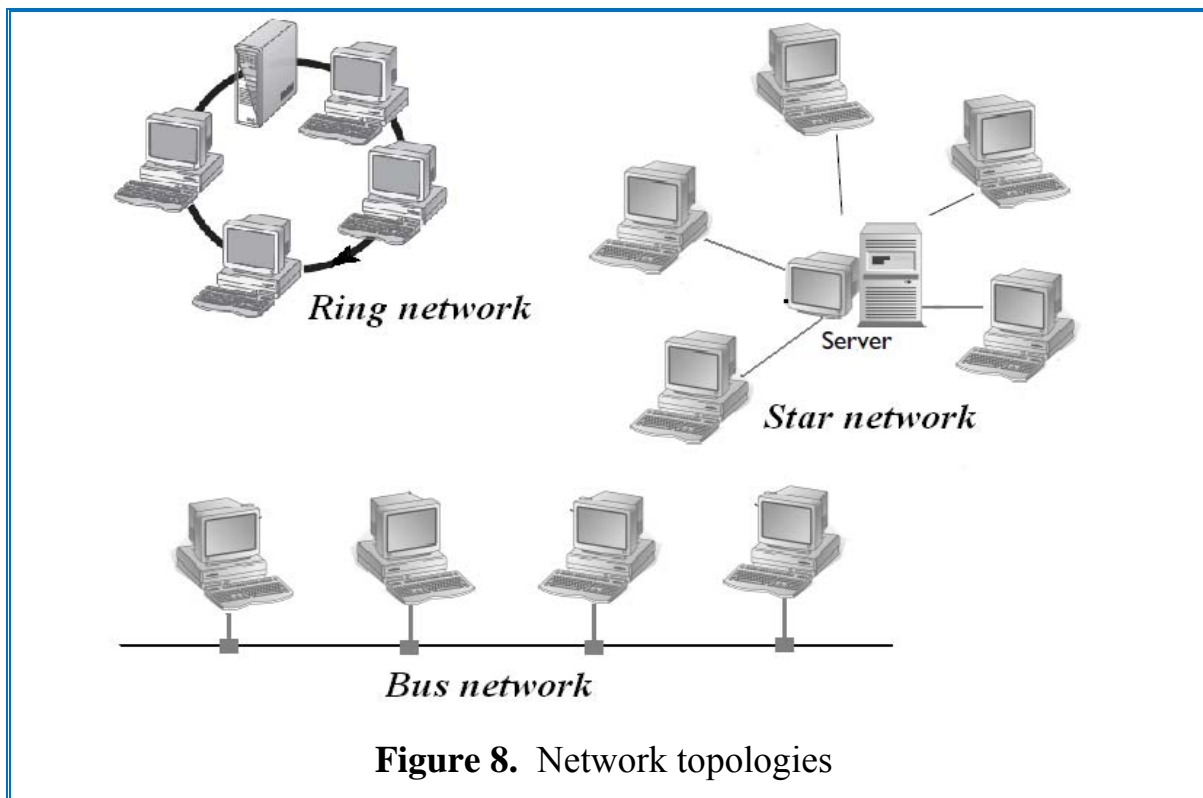 Ring network
Server
Star network
Bus network
Figure 8. Network topologies